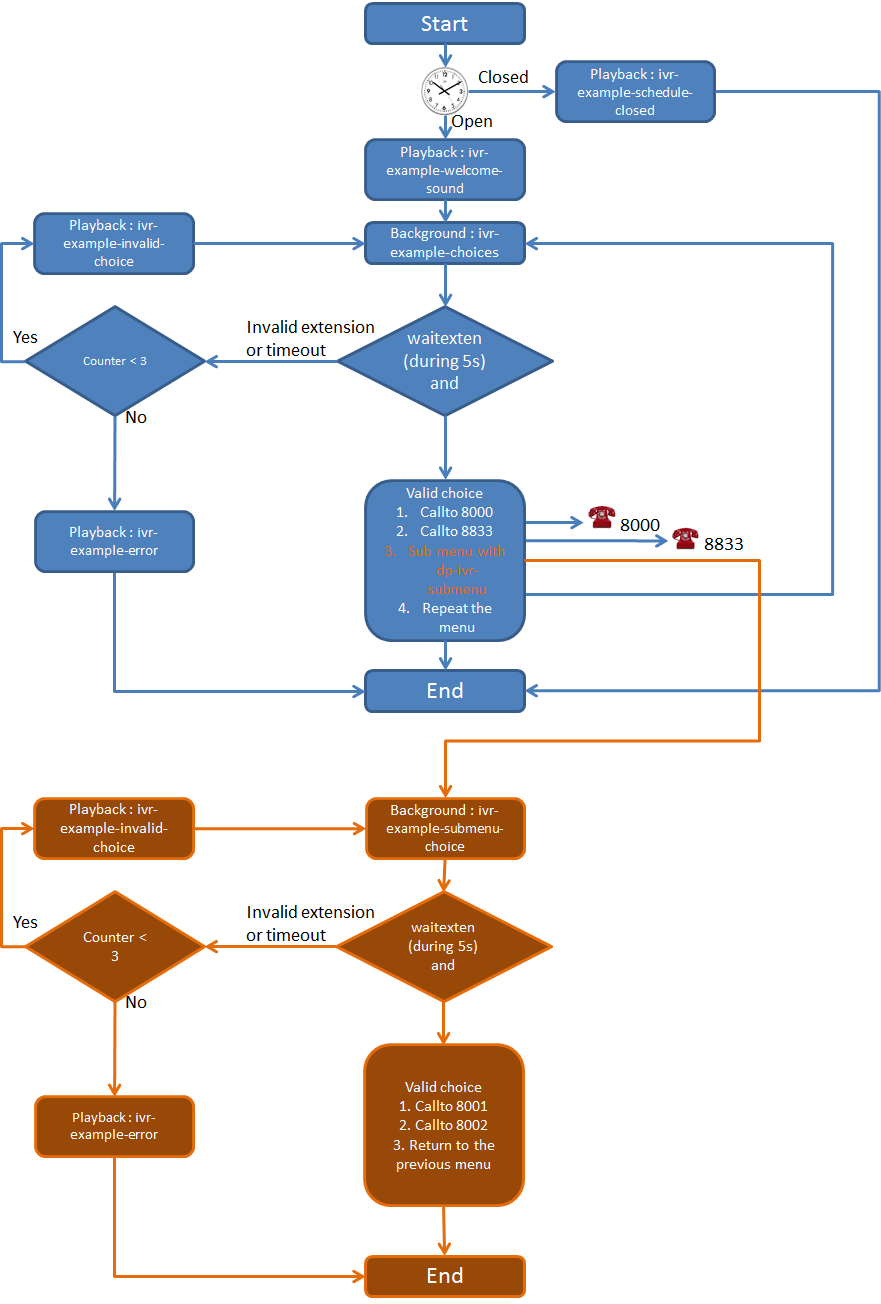 Start
Closed
Playback : ivr-
example-schedule-
closed
Open
Playback : ivr-
example-welcome-
sound
Playback : ivr-
example-invalid-
choice
Background : ivr-
example-choices
Yes
Counter < 3
Invalid extension
or timeout
waitexten
(during 5s)
and
No
Playback : ivr-
example-error
Valid choice
1. Callto 8000
2. Callto 8833
3. Sub menu with
dp-ivr-
submenu
4. Repeat the
menu
8000
8833
End
Playback : ivr-
example-invalid-
choice
Background : ivr-
example-submenu-
choice
Yes
Counter <
3
Invalid extension
or timeout
waitexten
(during 5s)
and
No
Playback : ivr-
example-error
Valid choice
1. Callto 8001
2. Callto 8002
3. Return to the
previous menu
End